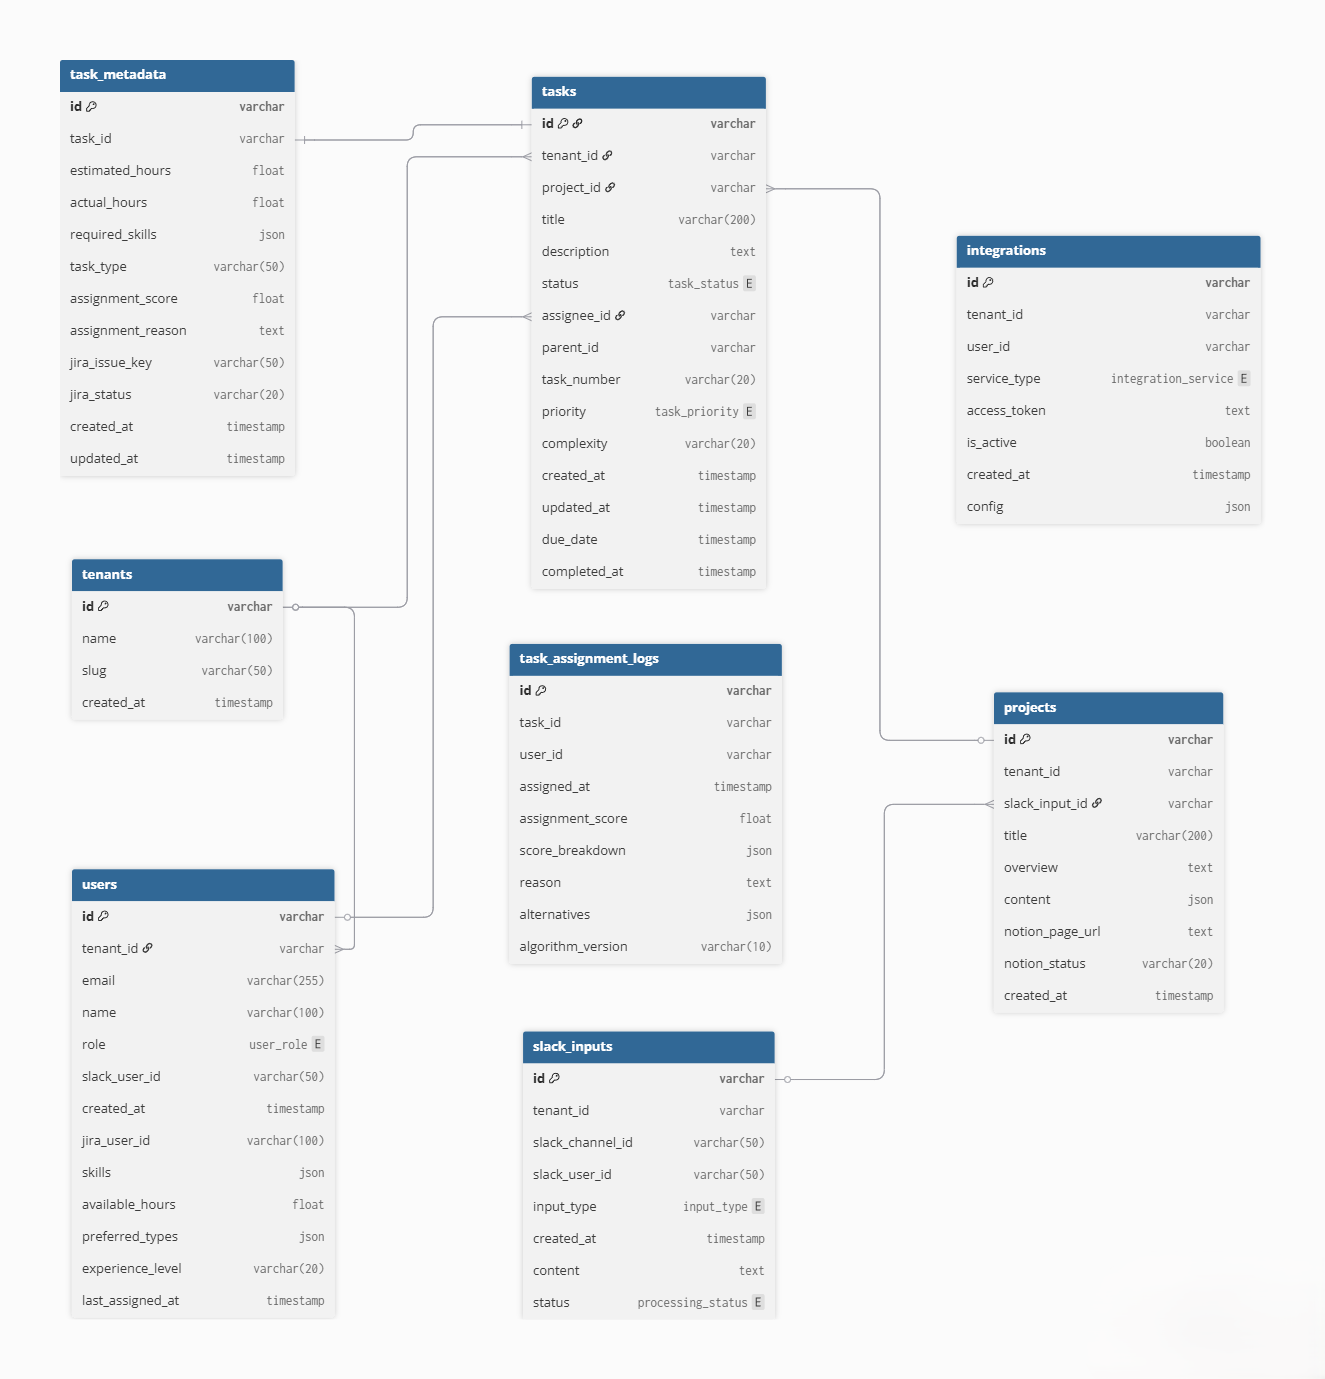 task_metadata
id varchar
task_id varchar
estimated_hours float
actual_hours float
required_skills json
task_type varchar(50)
assignment_score float
assignment_reason text
jira_issue_key varchar(50)
jira_status varchar(20)
created_at timestamp
updated_at timestamp
tasks
id varchar
tenant_id varchar
project_id varchar
title varchar(200)
description text
status task_status E
assignee_id varchar
parent_id varchar
task_number varchar(20)
priority task_priority E
complexity varchar(20)
created_at timestamp
updated_at timestamp
due_date timestamp
completed_at timestamp
integrations
id varchar
tenant_id varchar
user_id varchar
service_type integration_service E
access_token text
is_active boolean
created_at timestamp
config json
tenants
id varchar
name varchar(100)
slug varchar(50)
created_at timestamp
task_assignment_logs
id varchar
task_id varchar
user_id varchar
assigned_at timestamp
assignment_score float
score_breakdown json
reason text
alternatives json
algorithm_version varchar(10)
projects
id varchar
tenant_id varchar
slack_input_id varchar
title varchar(200)
overview text
content json
notion_page_url text
notion_status varchar(20)
created_at timestamp
users
id varchar
tenant_id varchar
email varchar(255)
name varchar(100)
role user_role E
slack_user_id varchar(50)
created_at timestamp
jira_user_id varchar(100)
skills json
available_hours float
preferred_types json
experience_level varchar(20)
last_assigned_at timestamp
slack_inputs
id varchar
tenant_id varchar
slack_channel_id varchar(50)
slack_user_id varchar(50)
input_type input_type E
created_at timestamp
content text
status processing_status E